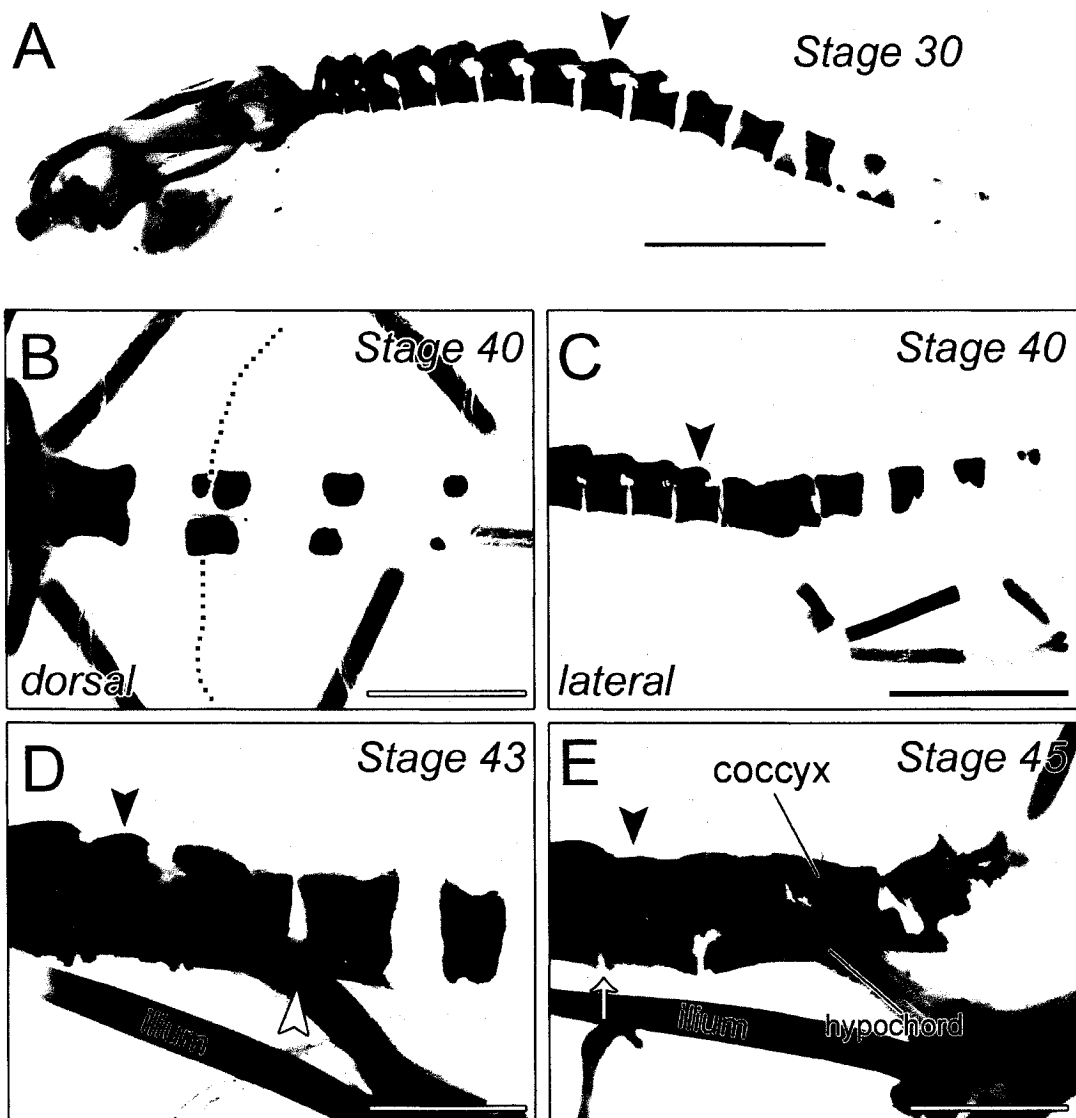 A
Stage 30
B
Stage 40
dorsal
C
Stage 40
lateral
D
Stage 43
ilium
E
Stage 45
coccyx
ilium
hypochord